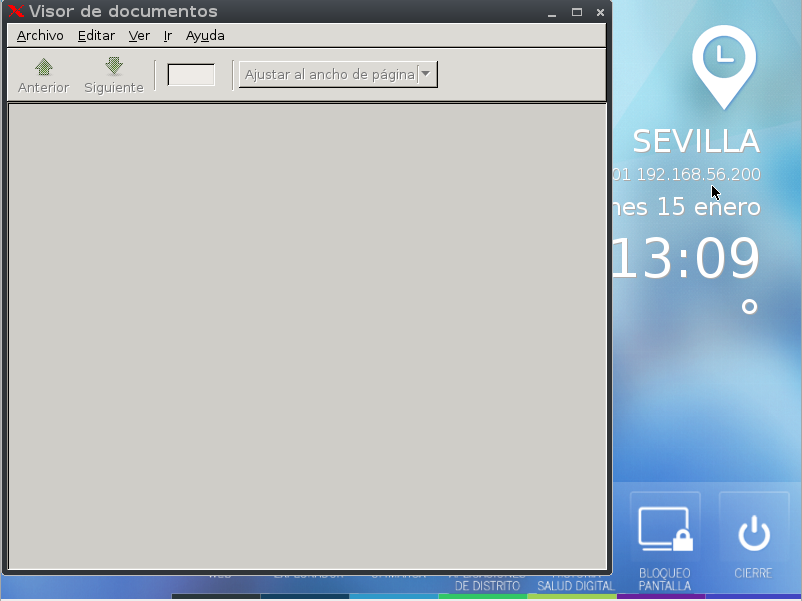 Visor de documentos
Archivo Editar Ver Ir Ayuda
Anterior Siguiente Ajustar al ancho de página
SEVILLA
01 192.168.56.200
nes 15 enero
13:09
°
DE DISTRITO SALUD DIGITAL
BLOQUEO PANTALLA
CIERRE